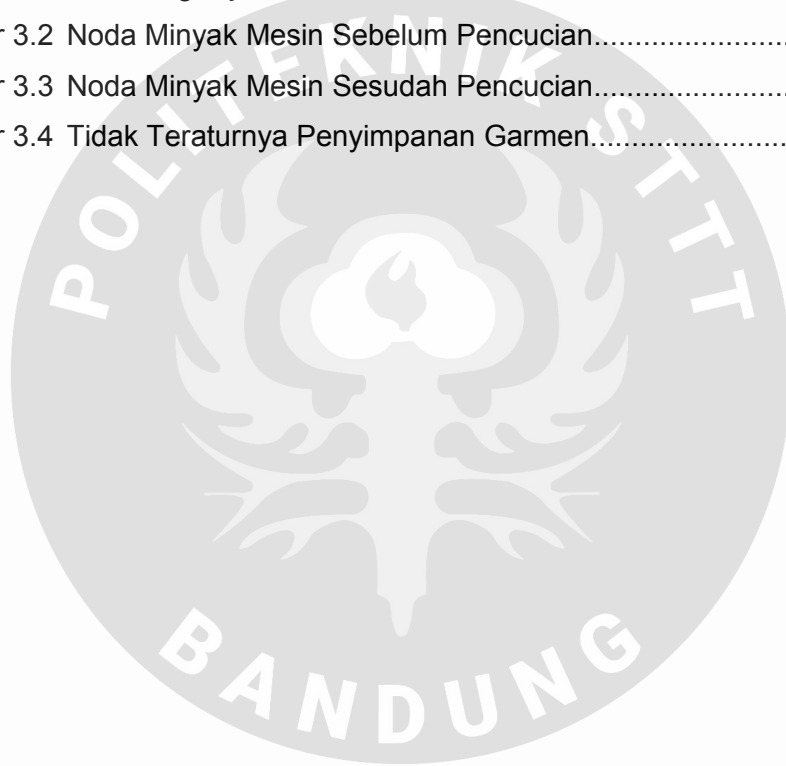 r 3.2 Noda Minyak Mesin Sebelum Pencucian.......................
r 3.3 Noda Minyak Mesin Sesudah Pencucian.......................
r 3.4 Tidak Teraturnya Penyimpanan Garmen........................
POLITEKNIK STTT
BANDUNG